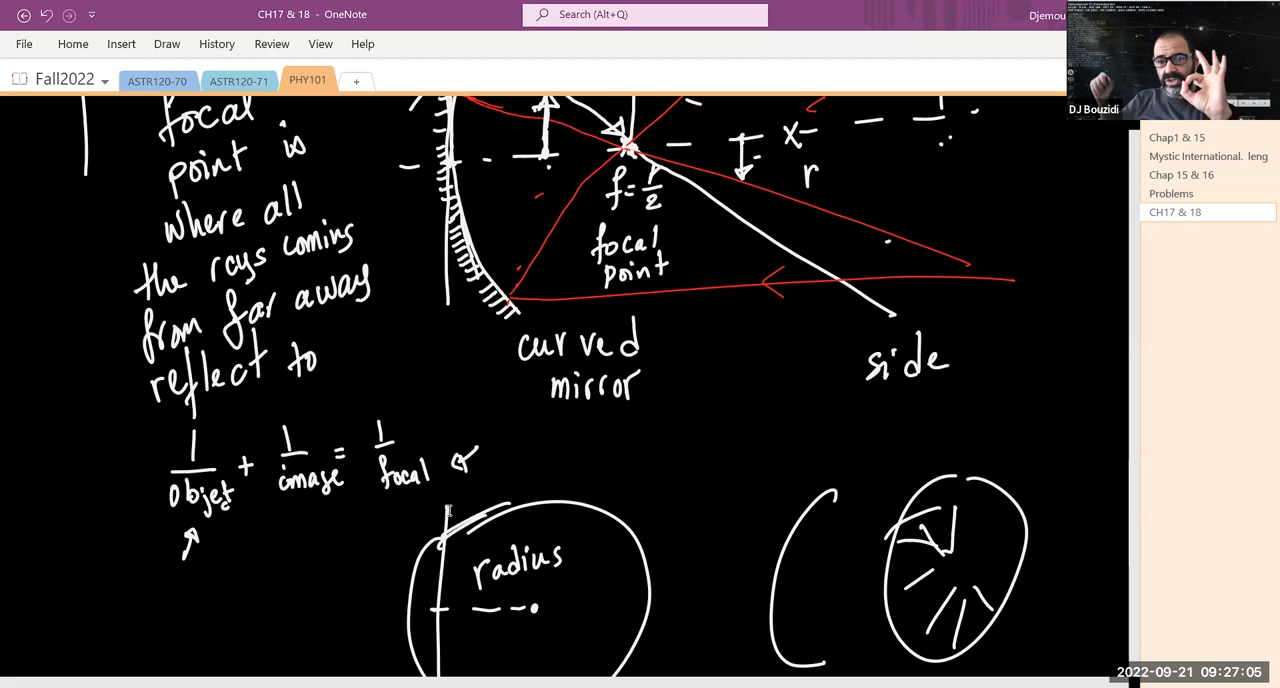 CH17 & 18 - OneNote
Search (Alt+Q)
Djemou
File Home Insert Draw History Review View Help
Fall2022 ASTR120-70 ASTR120-71 PHY101 +
DJ Bouzidi
Chap1 & 15
Mystic International. leng
Chap 15 & 16
Problems
CH17 & 18
focal
point is
where all
the rays coming
from far away
reflect to
f = r/2
focal
point
r
curved
mirror
side
1/objet + 1/image = 1/focal
radius
2022-09-21 09:27:05